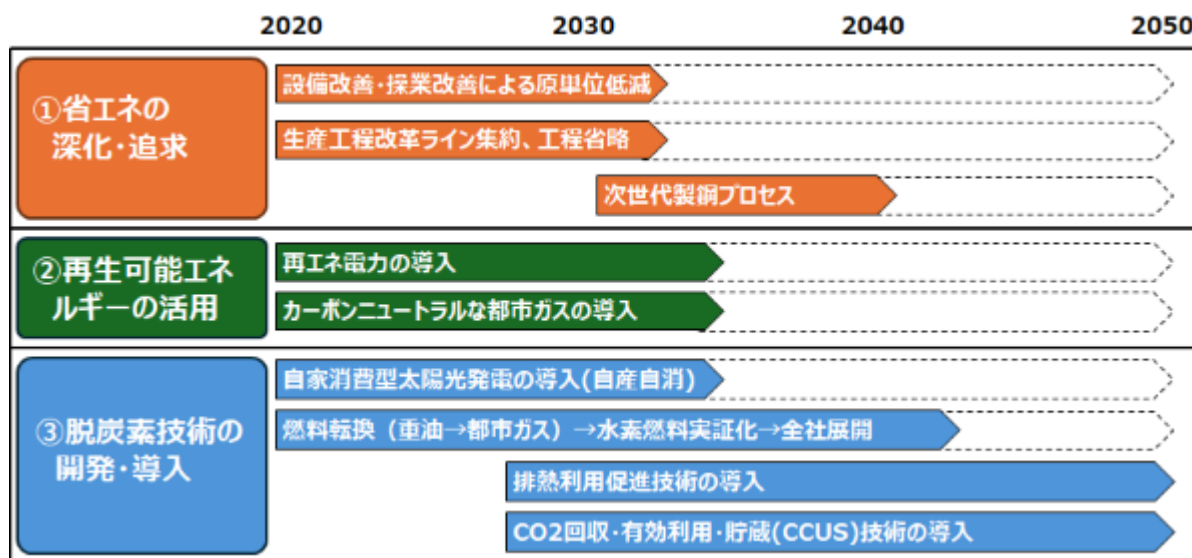 2020 2030 2040 2050
①省エネの
深化・追求
設備改善・操業改善による原単位低減
生産工程改革ライン集約、工程省略
次世代製鋼プロセス
②再生可能エネ
ルギーの活用
再エネ電力の導入
カーボンニュートラルな都市ガスの導入
③脱炭素技術の
開発・導入
自家消費型太陽光発電の導入(自産自消)
燃料転換（重油→都市ガス）→水素燃料実証化→全社展開
排熱利用促進技術の導入
CO2回収・有効利用・貯蔵(CCUS)技術の導入